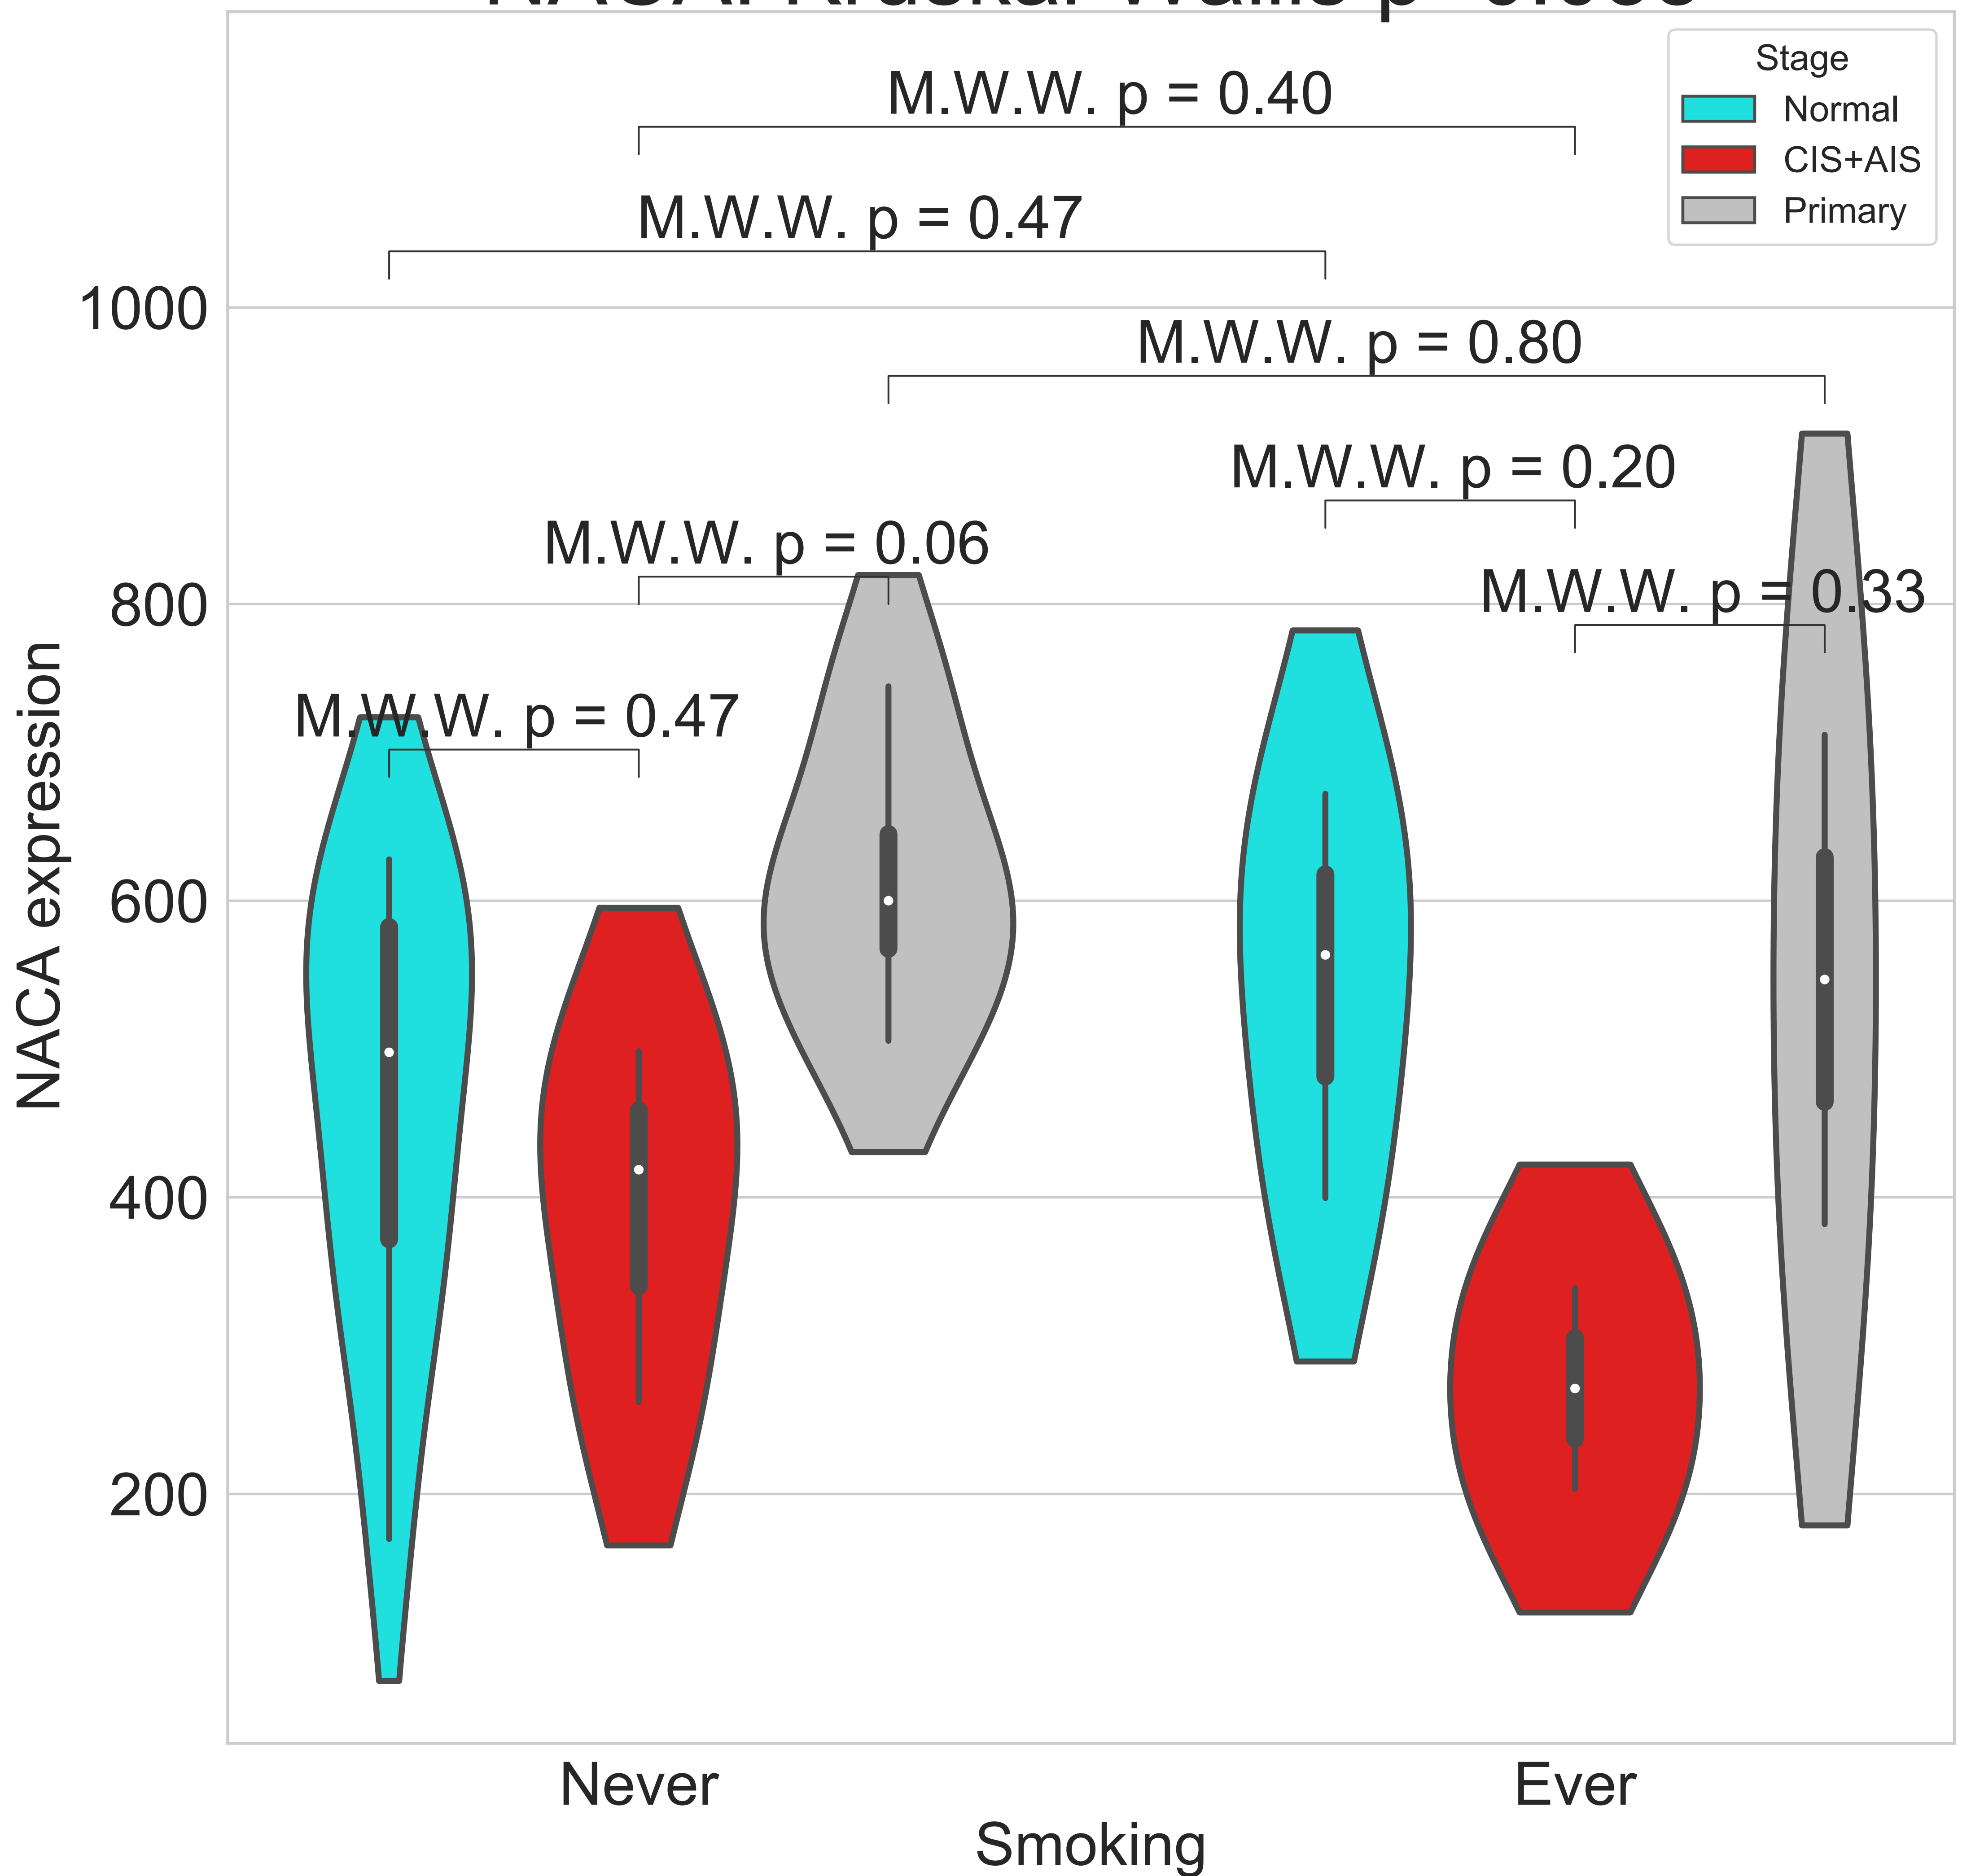 M.W.W. p = 0.40
M.W.W. p = 0.47
M.W.W. p = 0.80
M.W.W. p = 0.20
M.W.W. p = 0.06
M.W.W. p = 0.33
M.W.W. p = 0.47
Stage
Normal
CIS+AIS
Primary
NACA expression
1000
800
600
400
200
Never
Ever
Smoking